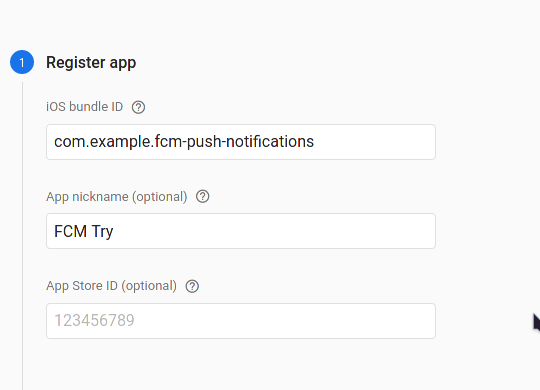 1 Register app
iOS bundle ID ?
com.example.fcm-push-notifications
App nickname (optional) ?
FCM Try
App Store ID (optional) ?
123456789